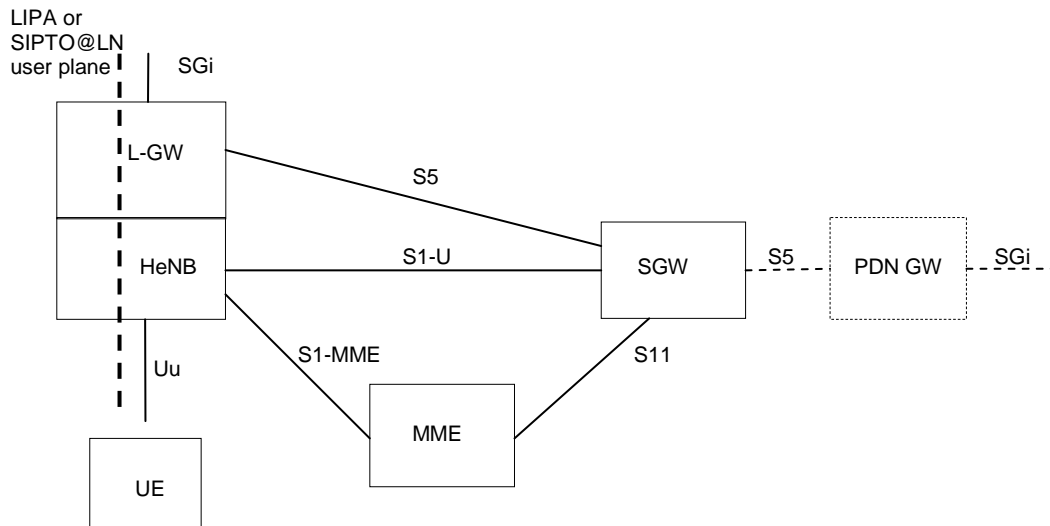 LIPA or
SIPTO@LN
user plane
SGi
L-GW
S5
HeNB
S1-U
SGW
S5
PDN GW
SGi
Uu
S1-MME
S11
MME
UE